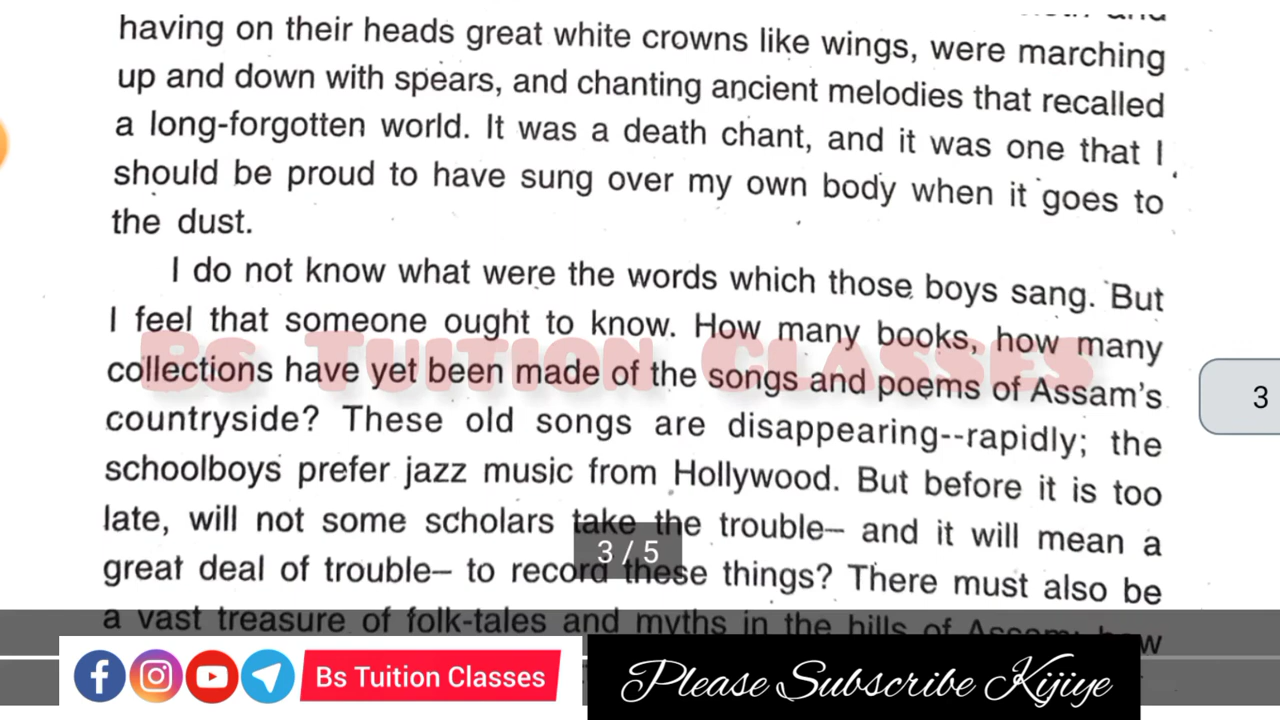 and
having on their heads great white crowns like wings, were marching
up and down with spears, and chanting ancient melodies that recalled
a long-forgotten world. It was a death chant, and it was one that I
should be proud to have sung over my own body when it goes to
the dust.
I do not know what were the words which those boys sang. But
I feel that someone ought to know. How many books, how many
Bs Tuition Classes
collections have yet been made of the songs and poems of Assam's
3
countryside? These old songs are disappearing--rapidly; the
schoolboys prefer jazz music from Hollywood. But before it is too
late, will not some scholars take the trouble– and it will mean a
3 / 5
great deal of trouble– to record these things? There must also be
a vast treasure of folk-tales and myths in the hills of Assam;
Bs Tuition Classes
Please Subscribe Kijiye